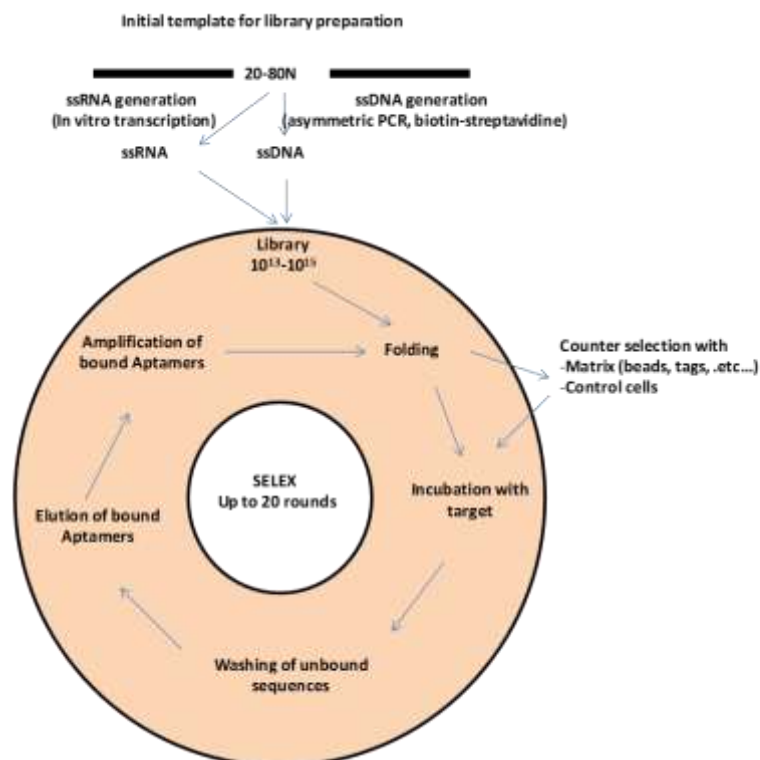 Initial template for library preparation
20-80N
ssRNA generation
(In vitro transcription)
ssDNA generation
(asymmetric PCR, biotin-streptavidine)
ssRNA
ssDNA
Library
10¹³-10¹⁵
Amplification of
bound Aptamers
Folding
Counter selection with
-Matrix (beads, tags, .etc...)
-Control cells
SELEX
Up to 20 rounds
Incubation with
target
Elution of bound
Aptamers
Washing of unbound
sequences